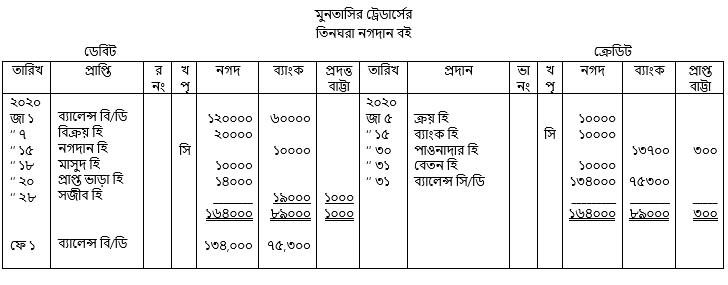 মুনতাসির ট্রেডার্সের
তিনঘরা নগদান বই
ডেবিট ক্রেডিট
তারিখ প্রাপ্তি র নং খ পৃ নগদ ব্যাংক প্রদত্ত বাট্টা তারিখ প্রদান ভা নং খ পৃ নগদ ব্যাংক প্রাপ্ত বাট্টা
২০২০ ২০২০
জা ১ ব্যালেন্স বি/ডি ১২০০০০ ৬০০০০ জা ৫ ক্রয় হি ১০০০০
" ৭ বিক্রয় হি ২০০০০ " ১৫ ব্যাংক হি সি ১০০০০
" ১৫ নগদান হি সি ১০০০০ " ৩০ পাওনাদার হি ১৩৭০০ ৩০০
" ১৮ মাসুদ হি ১০০০০ " ৩১ বেতন হি ১০০০০
" ২০ প্রাপ্ত ভাড়া হি ১৪০০০ " ৩১ ব্যালেন্স সি/ডি ১৩৪০০০ ৭৫৩০০
" ২৮ সজীব হি ১৯০০০ ১০০০
১৬৪০০০ ৮৯০০০ ১০০০ ১৬৪০০০ ৮৯০০০ ৩০০
ফে ১ ব্যালেন্স বি/ডি ১৩৪,০০০ ৭৫,৩০০